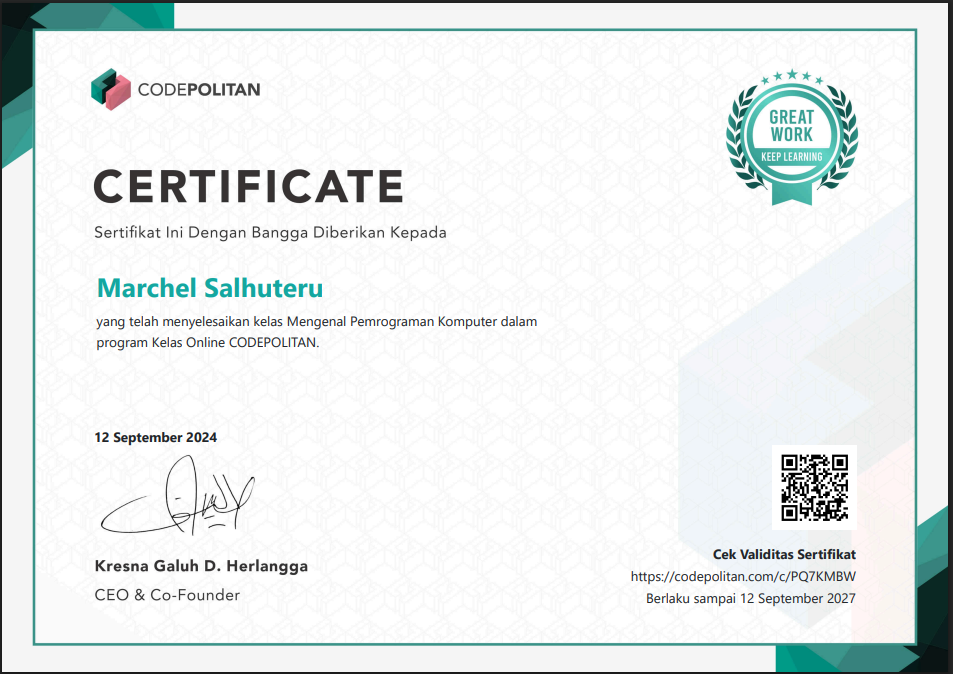 CODEPOLITAN
GREAT
WORK
KEEP LEARNING
CERTIFICATE
Sertifikat Ini Dengan Bangga Diberikan Kepada
Marchel Salhuteru
yang telah menyelesaikan kelas Mengenal Pemrograman Komputer dalam
program Kelas Online CODEPOLITAN.
12 September 2024
Kresna Galuh D. Herlangga
CEO & Co-Founder
Cek Validitas Sertifikat
https://codepolitan.com/c/PQ7KMBW
Berlaku sampai 12 September 2027